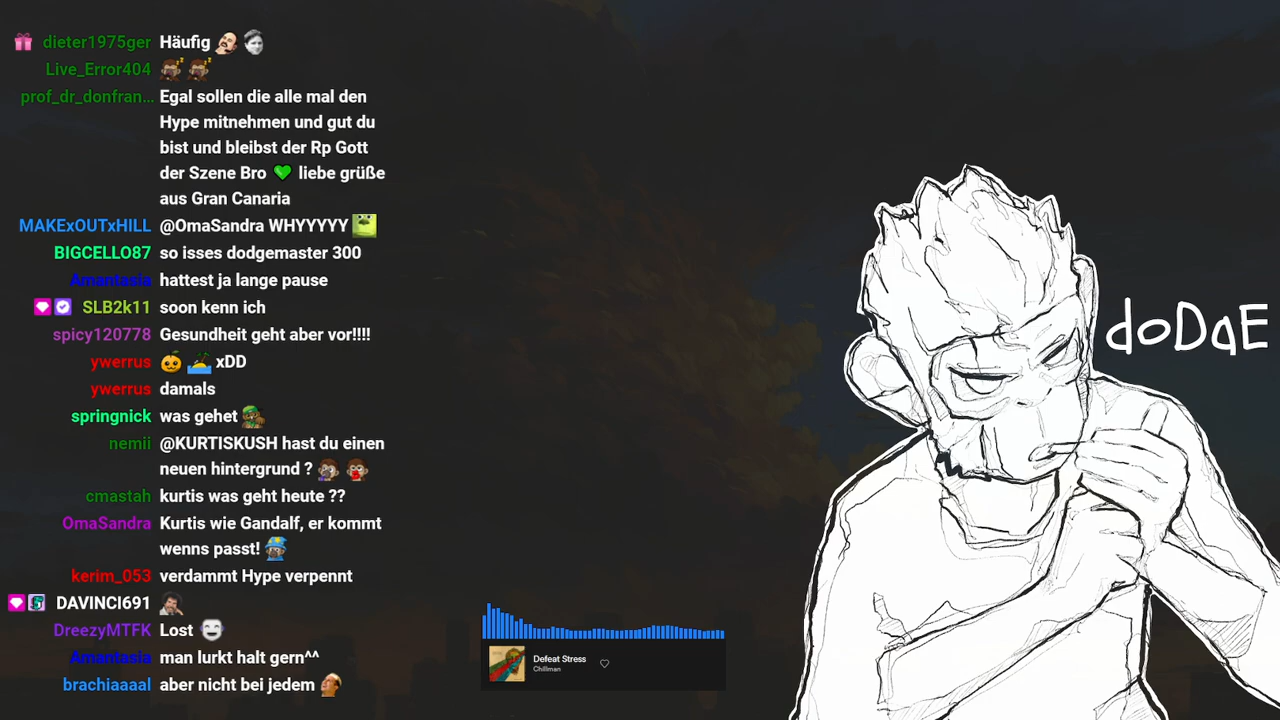 dieter1975ger Häufig
Live_Error404
prof_dr_donfran... Egal sollen die alle mal den
Hype mitnehmen und gut du
bist und bleibst der Rp Gott
der Szene Bro 💚 liebe grüße
aus Gran Canaria
MAKExOUTxHILL @OmaSandra WHYYYYY
BIGCELLO87 so isses dodgemaster 300
Amantasia hattest ja lange pause
SLB2k11 soon kenn ich
spicy120778 Gesundheit geht aber vor!!!!
ywerrus 🎃 🏝️ xDD
ywerrus damals
springnick was gehet
nemii @KURTISKUSH hast du einen
neuen hintergrund ?
cmastah kurtis was geht heute ??
OmaSandra Kurtis wie Gandalf, er kommt
wenns passt!
kerim_053 verdammt Hype verpennt
DAVINCI691
DreezyMTFK Lost
Amantasia man lurkt halt gern^^
brachiaaaal aber nicht bei jedem
doDaE
Defeat Stress
Chillman